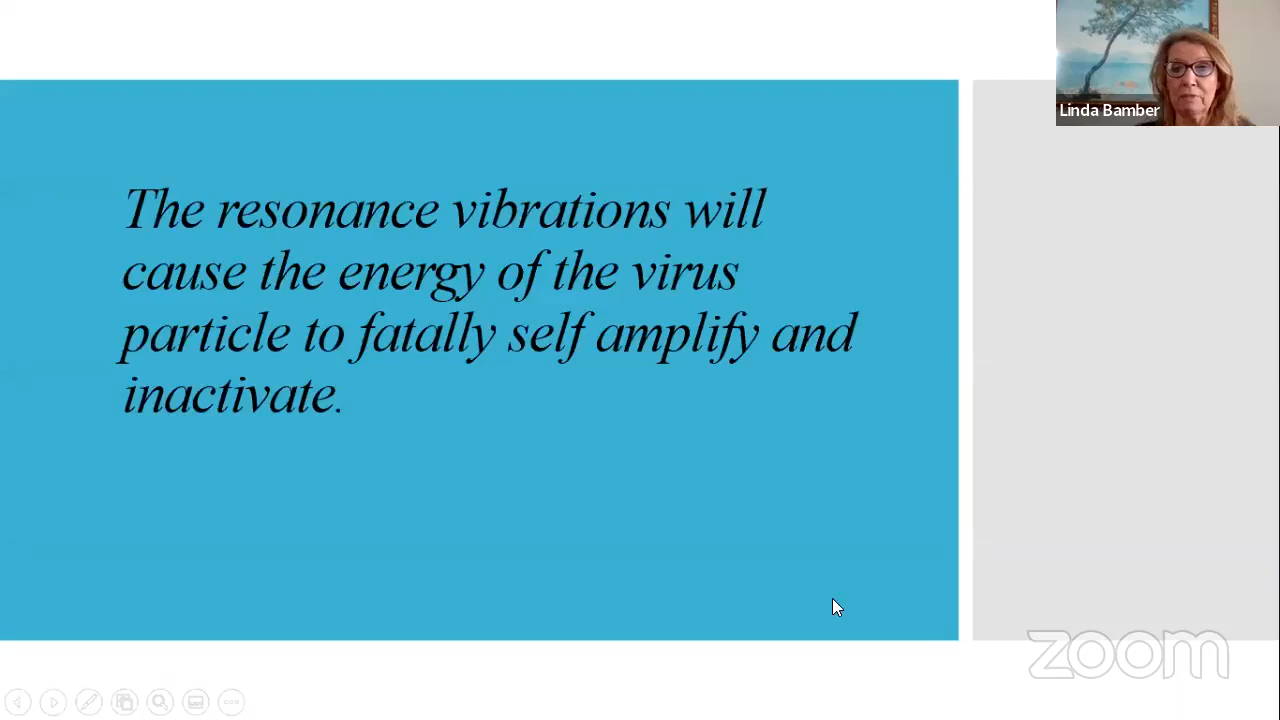 Linda Bamber
The resonance vibrations will
cause the energy of the virus
particle to fatally self amplify and
inactivate.
zoom